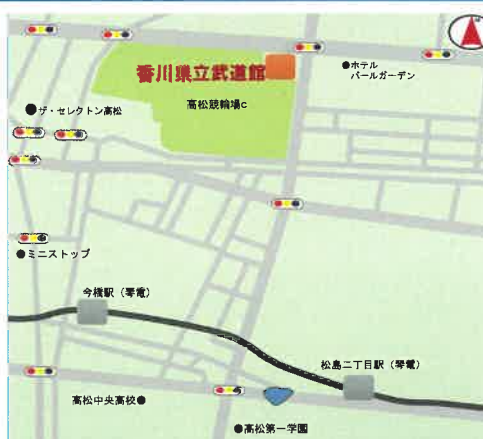 ●ホテル
パールガーデン
香川県立武道館
高松競輪場c
●ザ・セレクトン高松
●ミニストップ
今橋駅（琴電）
松島二丁目駅（琴電）
高松中央高校●
●高松第一学園